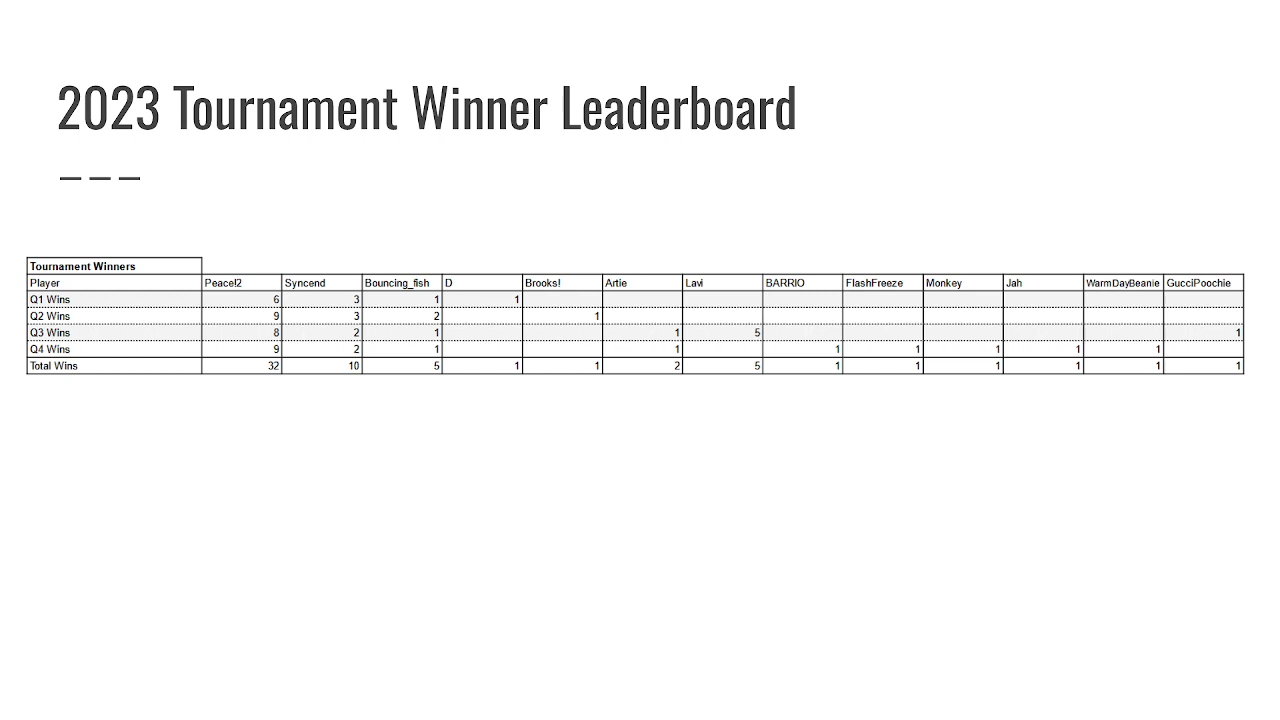 2023 Tournament Winner Leaderboard
Tournament Winners
Player Peace!2 Syncend Bouncing_fish D Brooks! Artie Lavi BARRIO FlashFreeze Monkey Jah WarmDayBeanie GucciPoochie
Q1 Wins 6 3 1 1
Q2 Wins 9 3 2 1
Q3 Wins 8 2 1 1 5 1
Q4 Wins 9 2 1 1 1 1 1 1 1
Total Wins 32 10 5 1 1 2 5 1 1 1 1 1 1